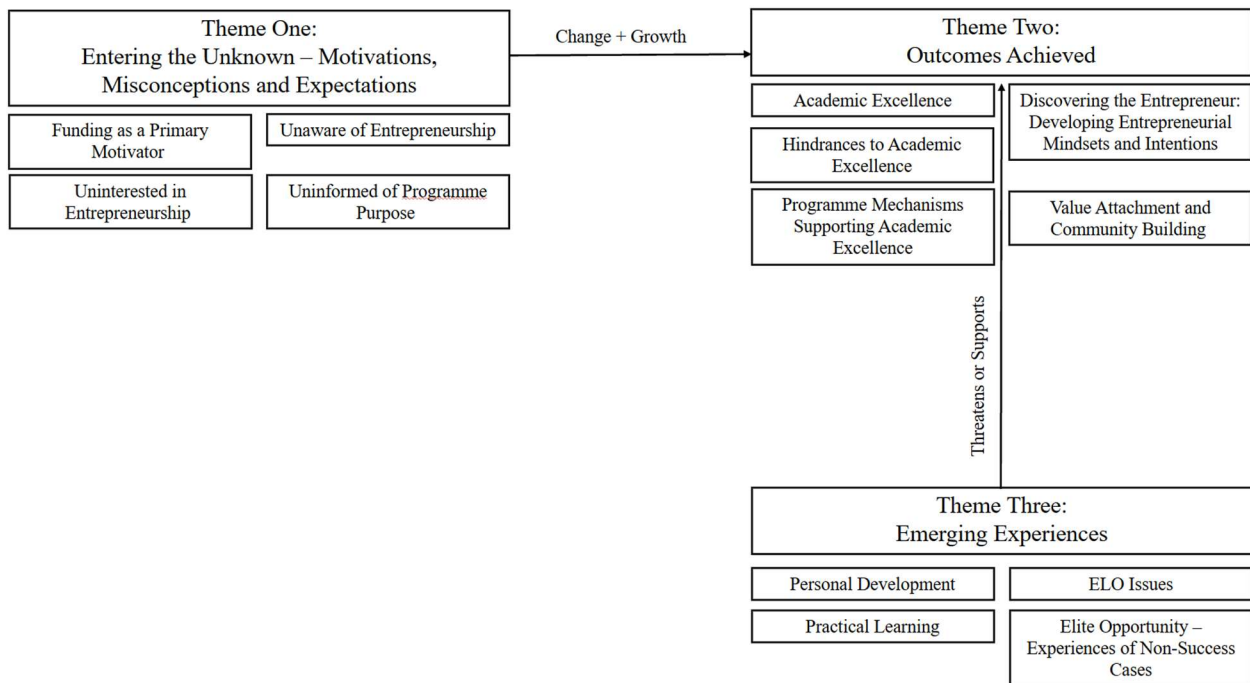 Theme One:
Entering the Unknown – Motivations,
Misconceptions and Expectations
Funding as a Primary
Motivator
Unaware of Entrepreneurship
Uninterested in
Entrepreneurship
Uninformed of Programme
Purpose
Change + Growth
Theme Two:
Outcomes Achieved
Academic Excellence
Discovering the Entrepreneur:
Developing Entrepreneurial
Mindsets and Intentions
Hindrances to Academic
Excellence
Programme Mechanisms
Supporting Academic
Excellence
Value Attachment and
Community Building
Threatens or Supports
Theme Three:
Emerging Experiences
Personal Development
ELO Issues
Practical Learning
Elite Opportunity –
Experiences of Non-Success
Cases